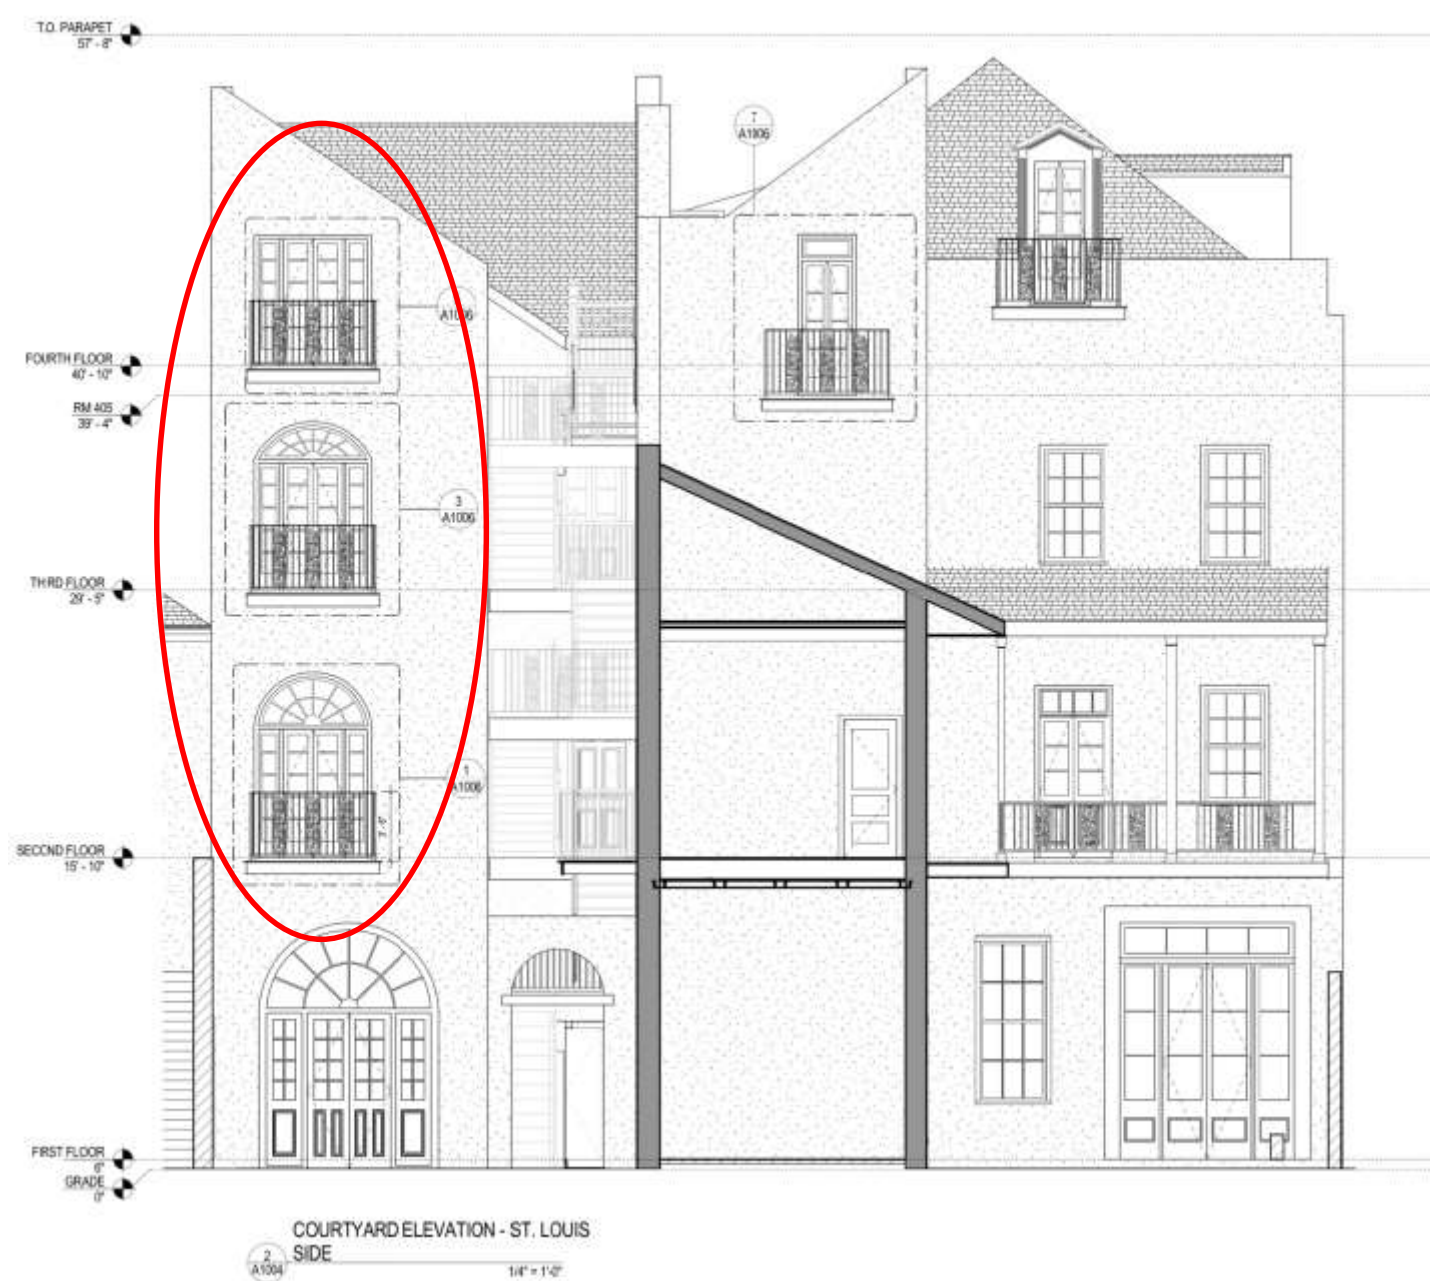 T.O. PARAPET
57' - 8"
7
A1006
A1006
FOURTH FLOOR
40' - 10"
RM 405
39' - 4"
3
A1006
THIRD FLOOR
29' - 5"
1
A1006
3' - 6"
SECOND FLOOR
15' - 10"
FIRST FLOOR
6"
GRADE
0"
COURTYARD ELEVATION - ST. LOUIS
SIDE
2
A1004
1/4" = 1'-0"